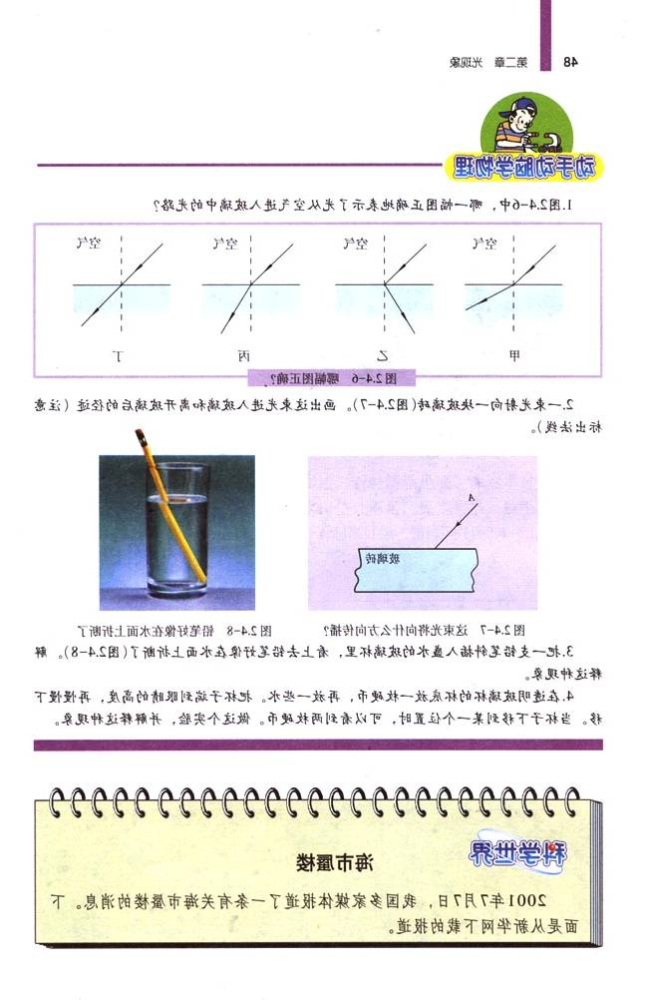 48 第二章 光现象
动手动脑学物理
1.图2.4-6中，哪一幅图正确地表示了光从空气进入玻璃中的光路？
空气 空气 空气 空气
甲 乙 丙 丁
图2.4-6 哪幅图正确？
2.一束光射向一块玻璃砖(图2.4-7)。画出这束光进入玻璃和离开玻璃后的径迹（注意
标出法线）。
A
玻璃砖
图2.4-7 这束光将向什么方向传播？ 图2.4-8 铅笔好像在水面上折断了
3.把一支铅笔斜插入盛水的玻璃杯里，看上去铅笔好像在水面上折断了(图2.4-8)。解
释这种现象。
4.在透明玻璃杯的杯底放一枚硬币，再放一些水。把杯子端到眼睛的高度，再慢慢下
移。当杯子下移到某一个位置时，可以看到两枚硬币。做这个实验，并解释这种现象。
科学世界
海市蜃楼
2001年7月7日，我国多家媒体报道了一条有关海市蜃楼的消息。下
面是从新华网下载的报道。